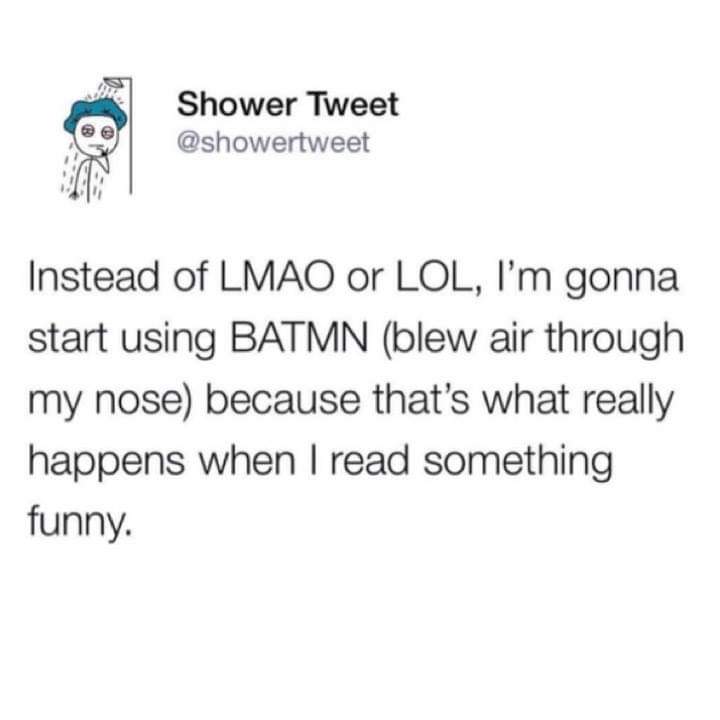 Shower Tweet
@showertweet
Instead of LMAO or LOL, I’m gonna
start using BATMN (blew air through
my nose) because that’s what really
happens when I read something
funny.